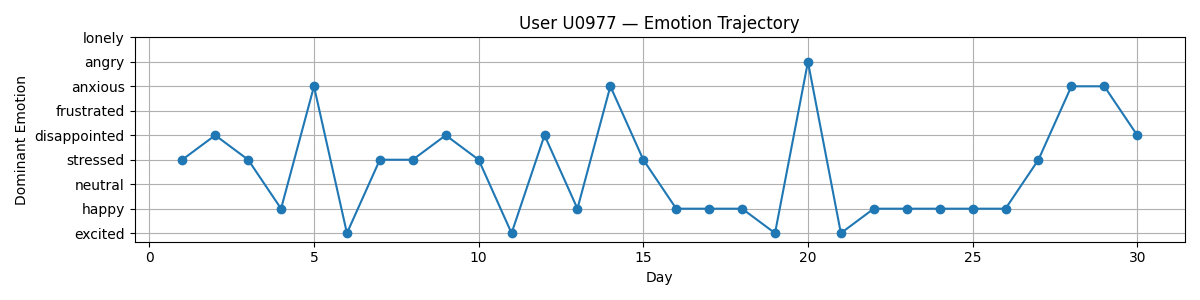 User U0977 — Emotion Trajectory
Dominant Emotion
lonely
angry
anxious
frustrated
disappointed
stressed
neutral
happy
excited
0 5 10 15 20 25 30
Day